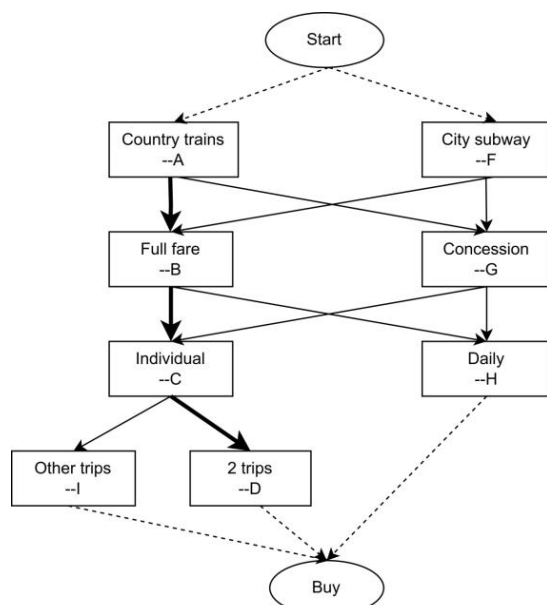 Start
Country trains
--A
City subway
--F
Full fare
--B
Concession
--G
Individual
--C
Daily
--H
Other trips
--I
2 trips
--D
Buy